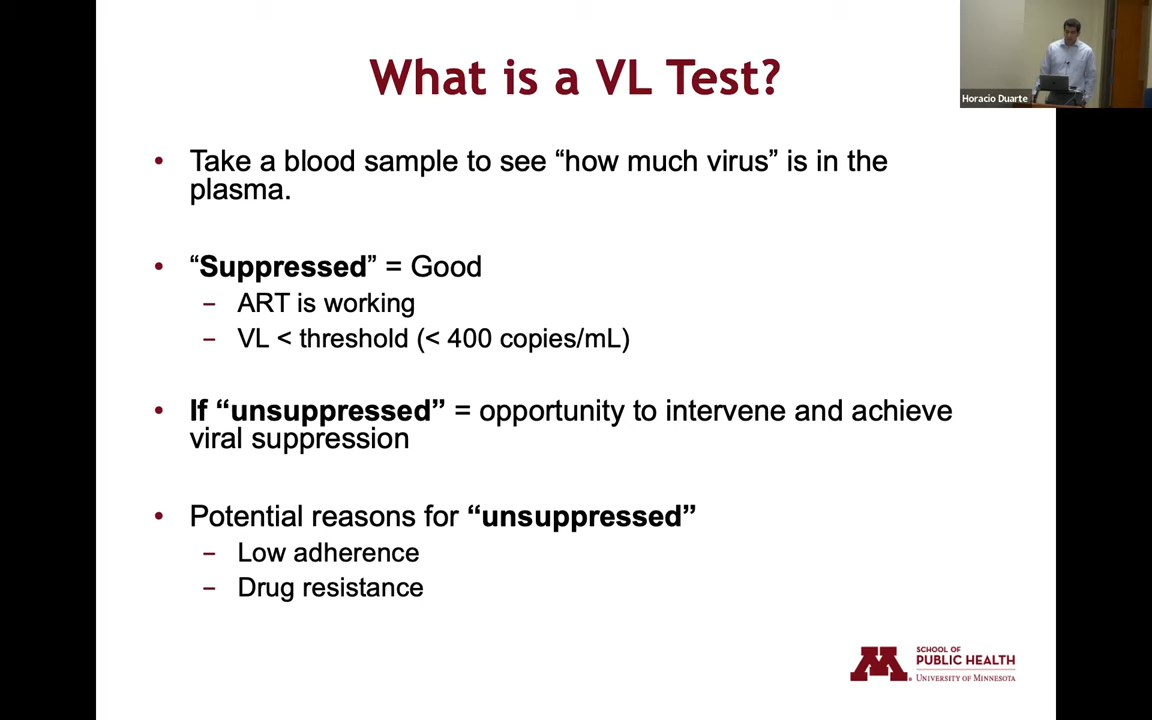 What is a VL Test?
Horacio Duarte
• Take a blood sample to see “how much virus” is in the
plasma.
• “Suppressed” = Good
– ART is working
– VL < threshold (< 400 copies/mL)
• If “unsuppressed” = opportunity to intervene and achieve
viral suppression
• Potential reasons for “unsuppressed”
– Low adherence
– Drug resistance
M
SCHOOL OF
PUBLIC HEALTH
UNIVERSITY OF MINNESOTA